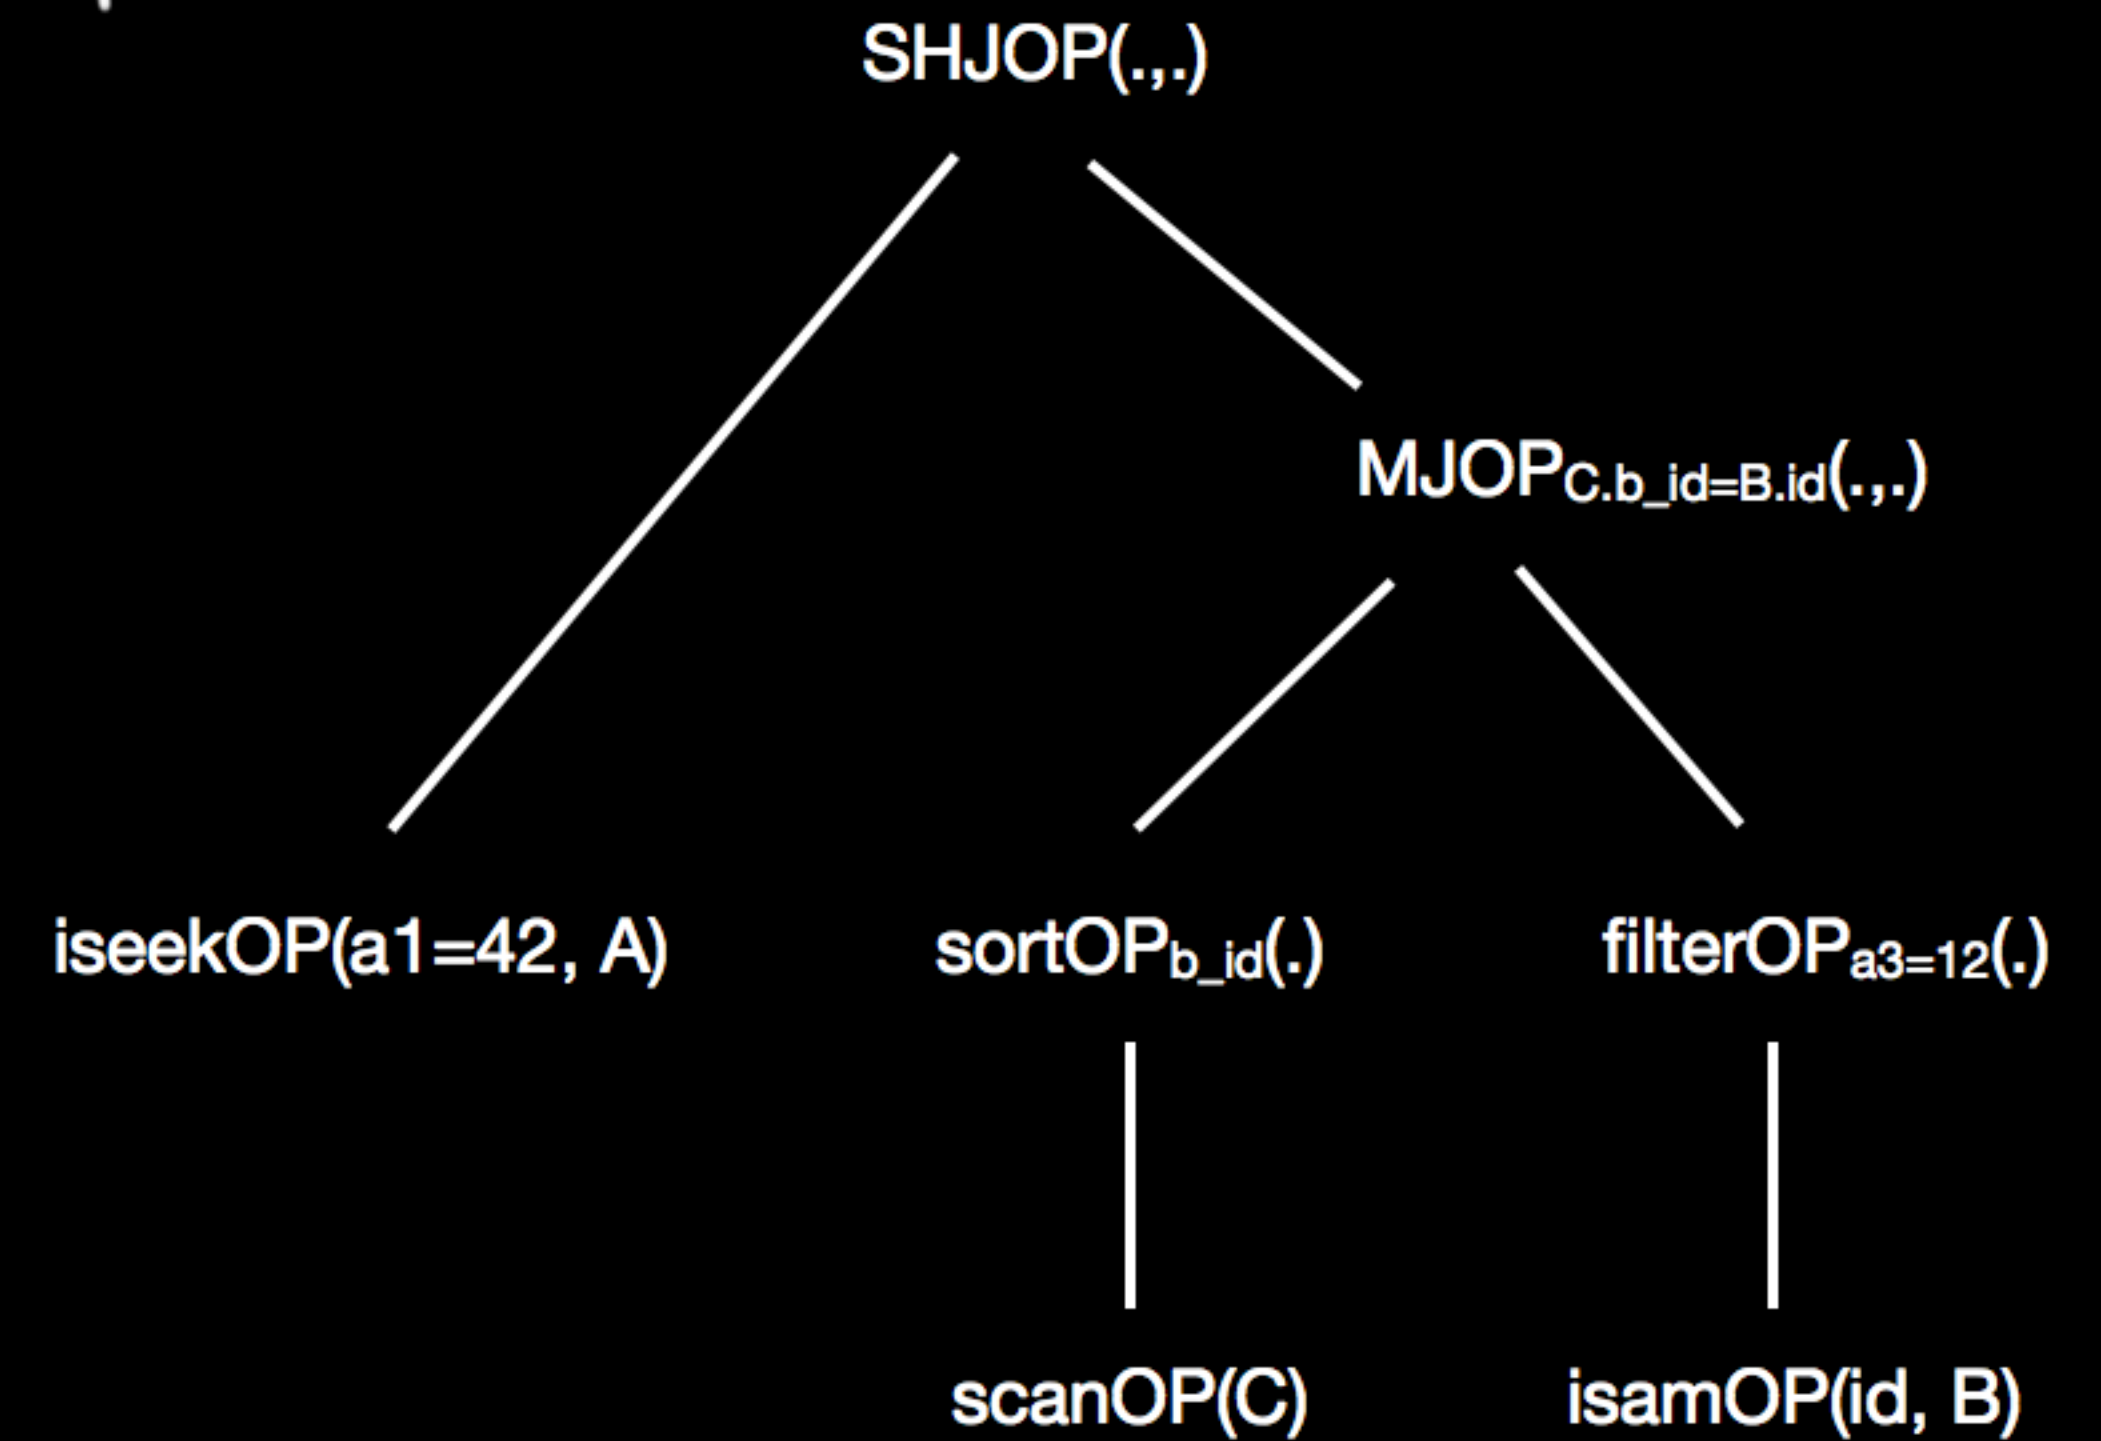 SHJOP(.,.)
MJOPC.b_id=B.id(.,.)
iseekOP(a1=42, A)
sortOPb_id(.)
filterOPa3=12(.)
scanOP(C)
isamOP(id, B)